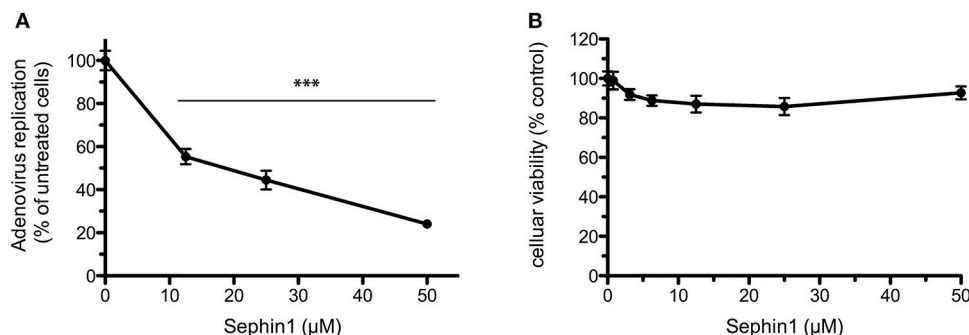 A
Adenovirus replication
(% of untreated cells)
100
80
60
40
20
0
***
0 10 20 30 40 50
Sephin1 (µM)
B
celluar viability (% control)
120
100
80
60
40
20
0
0 10 20 30 40 50
Sephin1 (µM)